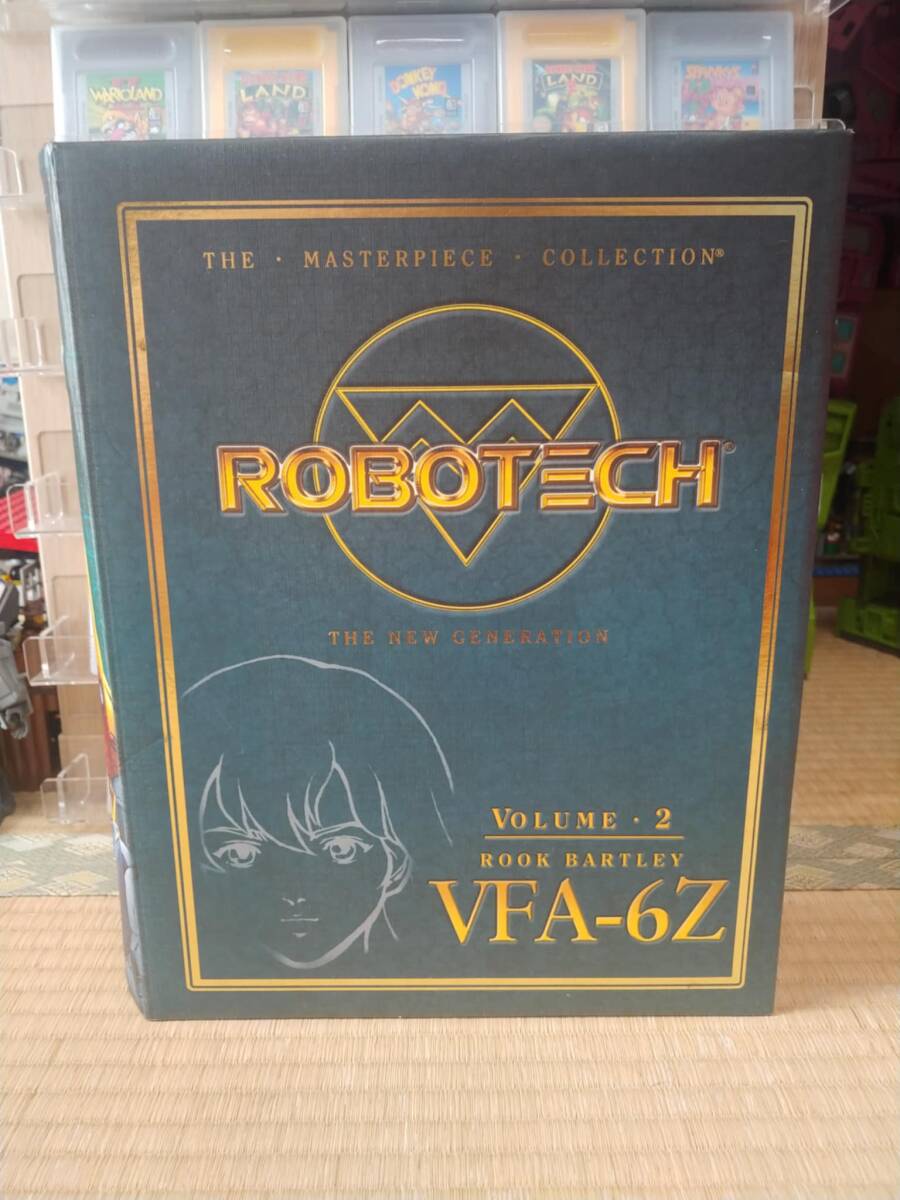 WARIOLAND
LAND
DONKEY
KONG
LAND
THE · MASTERPIECE · COLLECTION®
ROBOTECH®
THE NEW GENERATION
VOLUME · 2
ROOK BARTLEY
VFA-6Z